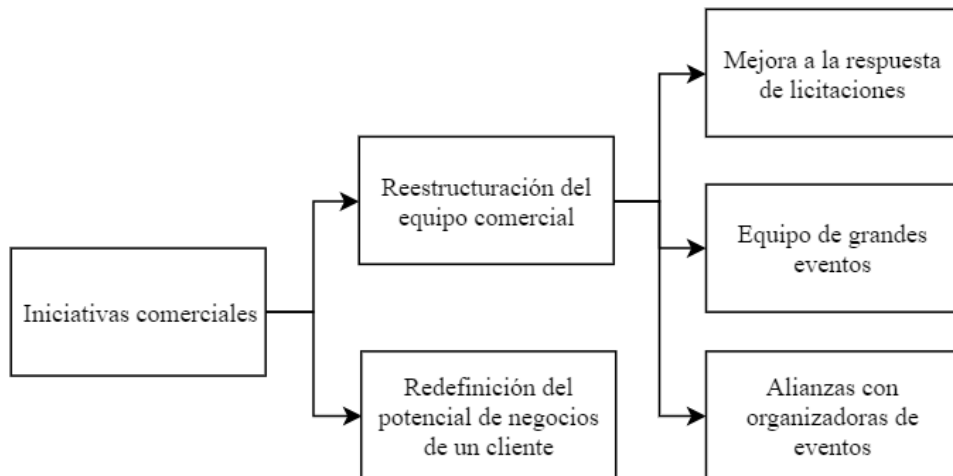 Iniciativas comerciales
Reestructuración del
equipo comercial
Redefinición del
potencial de negocios
de un cliente
Mejora a la respuesta
de licitaciones
Equipo de grandes
eventos
Alianzas con
organizadoras de
eventos